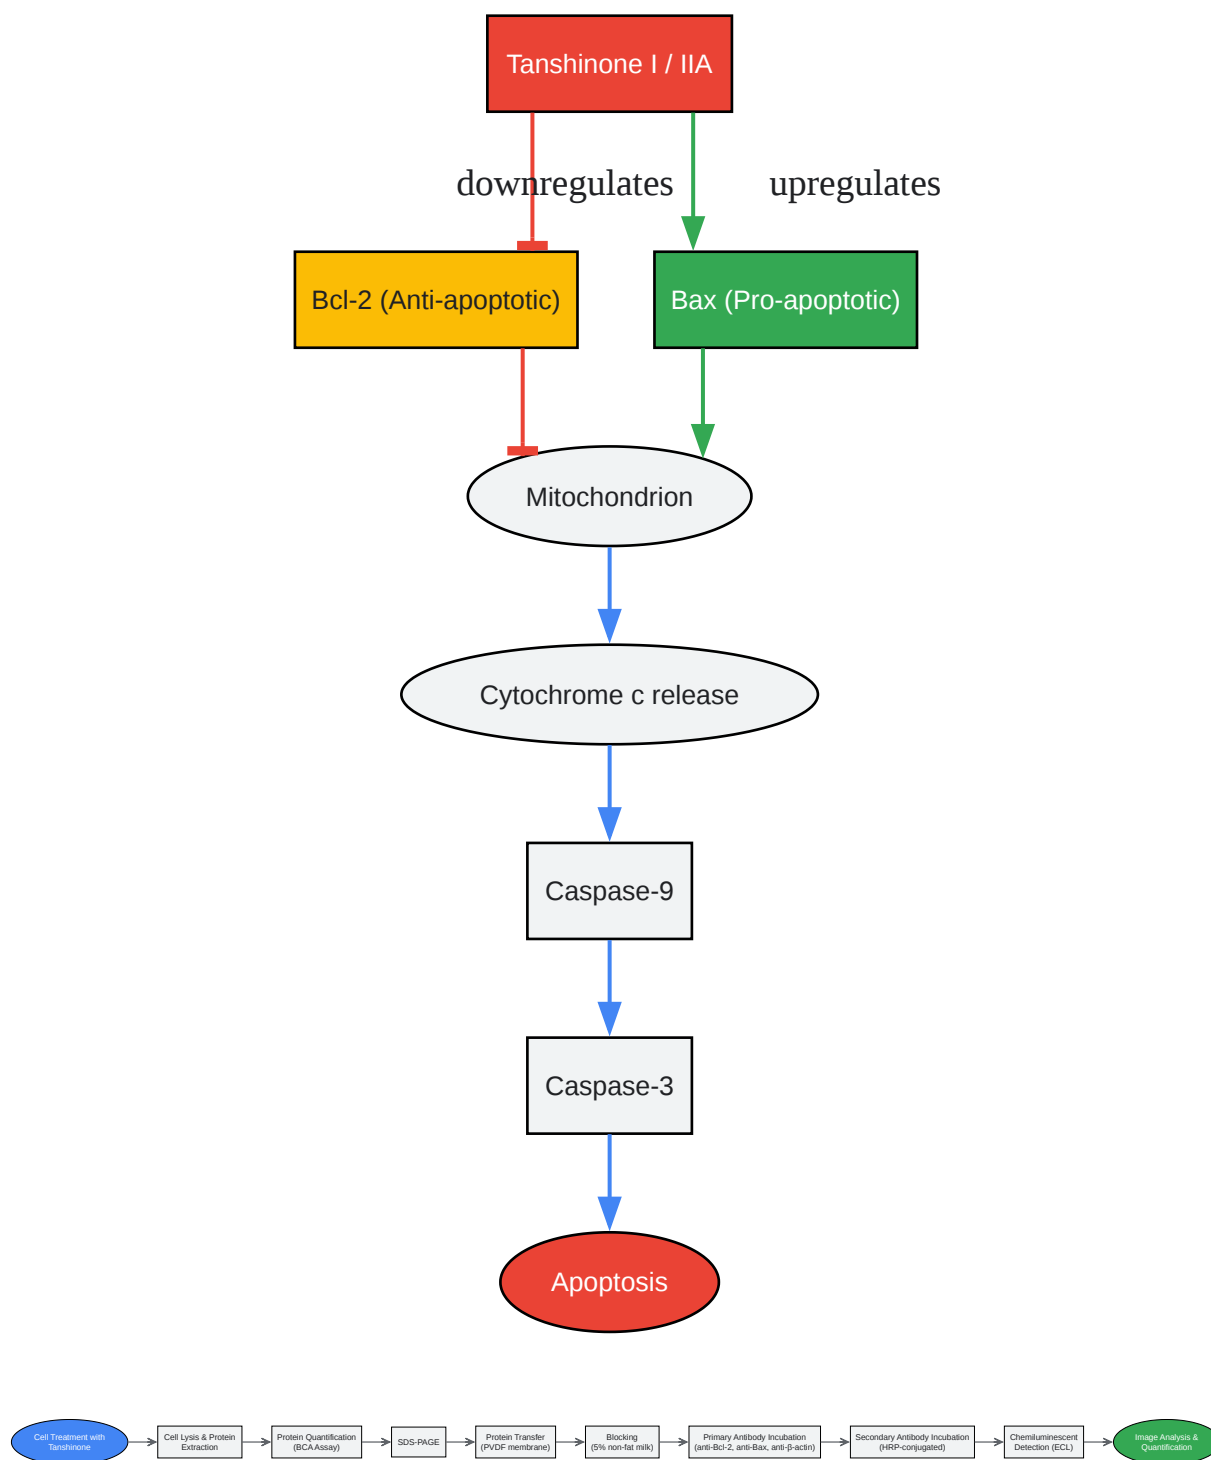 Tanshinone I / IIA
downregulates
upregulates
Bcl-2 (Anti-apoptotic)
Bax (Pro-apoptotic)
Mitochondrion
Cytochrome c release
Caspase-9
Caspase-3
Apoptosis
Cell Treatment with
Tanshinone
Cell Lysis & Protein
Extraction
Protein Quantification
(BCA Assay)
SDS-PAGE
Protein Transfer
(PVDF membrane)
Blocking
(5% non-fat milk)
Primary Antibody Incubation
(anti-Bcl-2, anti-Bax, anti-β-actin)
Secondary Antibody Incubation
(HRP-conjugated)
Chemiluminescent
Detection (ECL)
Image Analysis &
Quantification